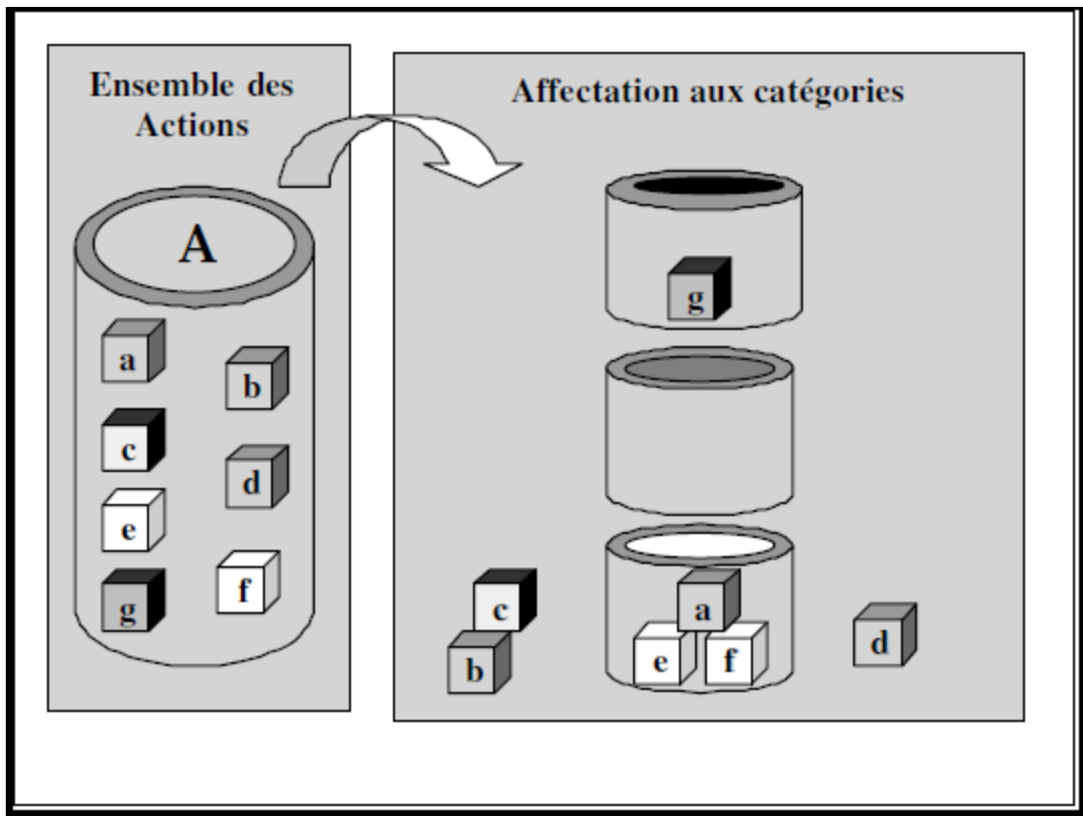 Ensemble des
Actions
A
a
b
c
d
e
f
g
Affectation aux catégories
g
c
a
b
e
f
d